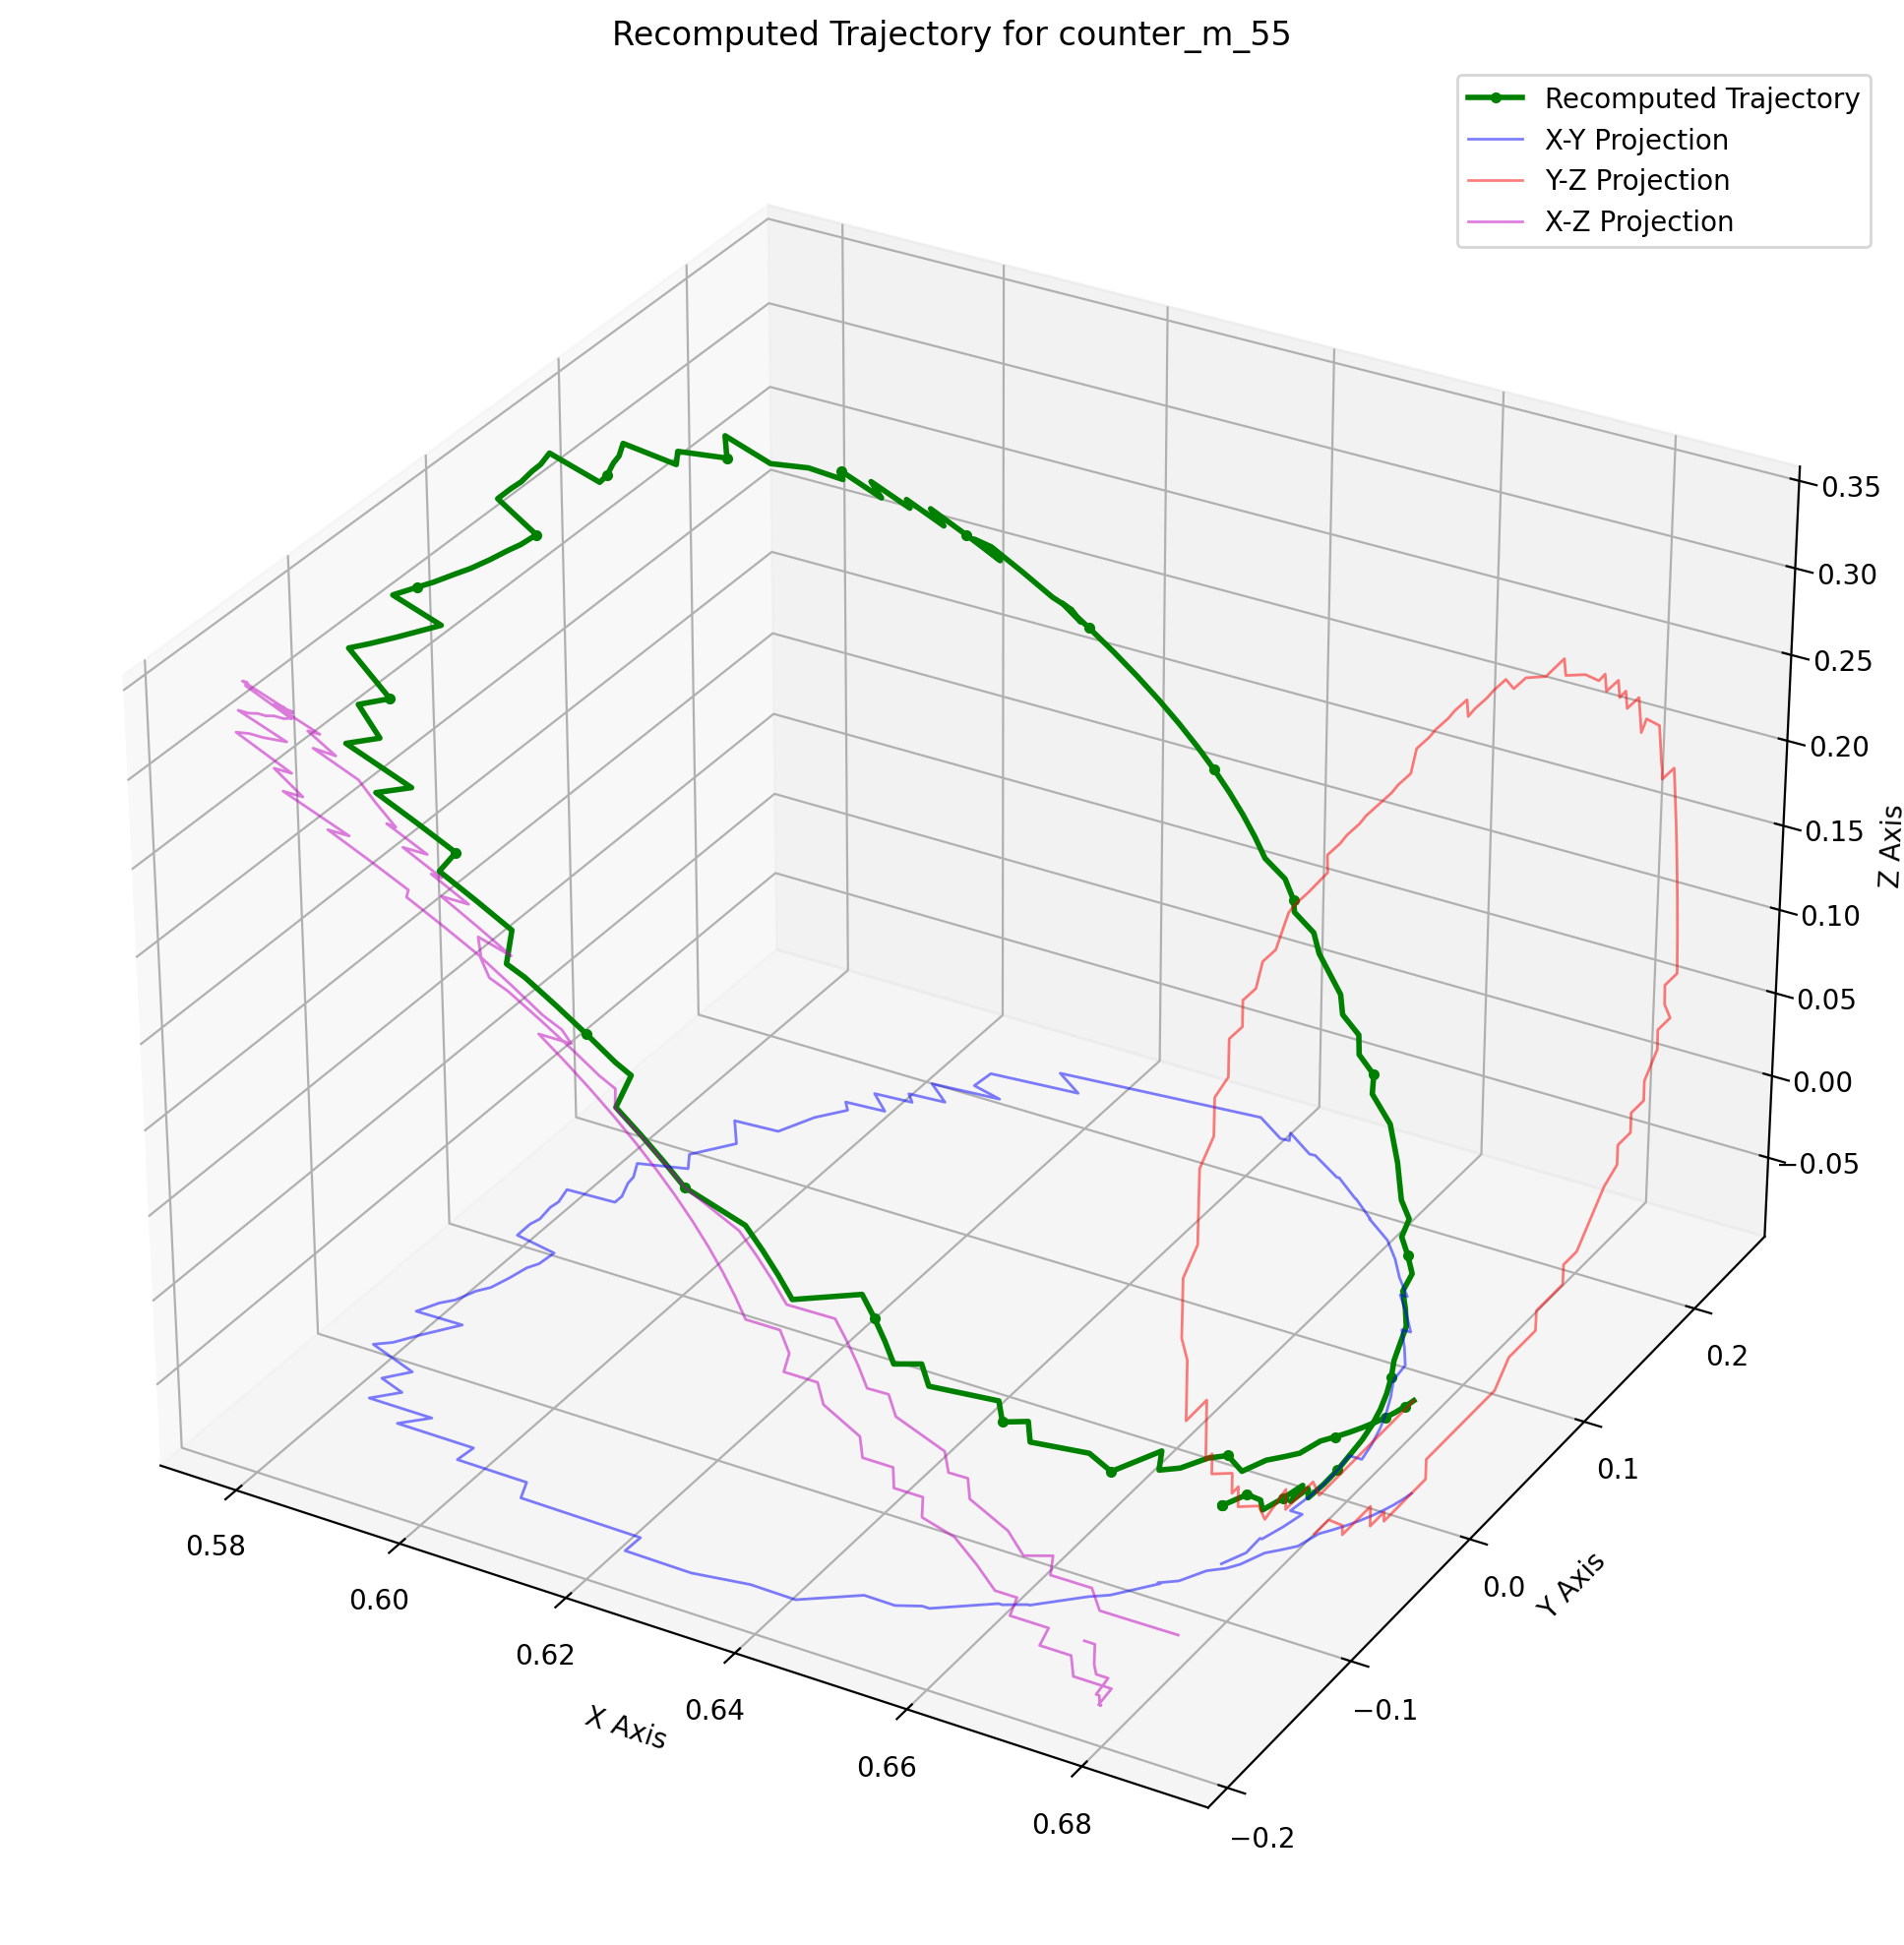 Recomputed Trajectory for counter_m_55
Recomputed Trajectory
X-Y Projection
Y-Z Projection
X-Z Projection
0.35
0.30
0.25
0.20
0.15
0.10
0.05
0.00
−0.05
Z Axis
0.2
0.1
0.0
−0.1
−0.2
Y Axis
0.58
0.60
0.62
0.64
0.66
0.68
X Axis